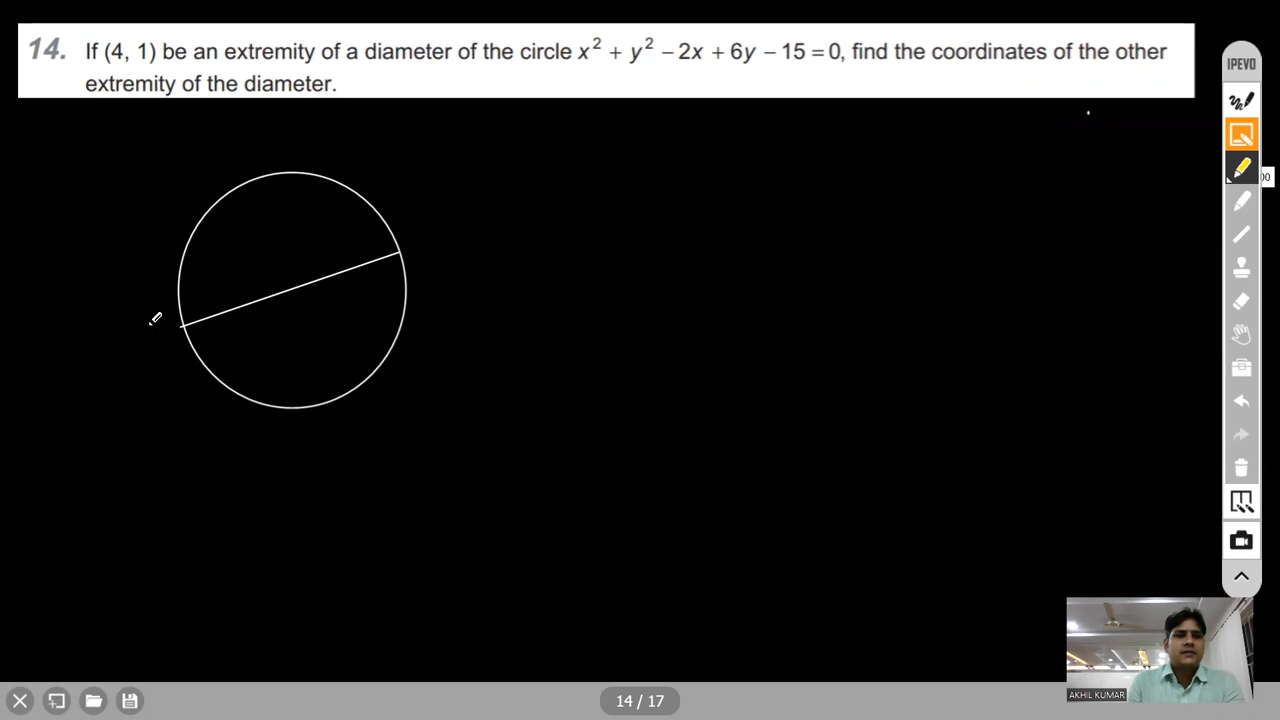 14. If (4, 1) be an extremity of a diameter of the circle x² + y² − 2x + 6y − 15 = 0, find the coordinates of the other
extremity of the diameter.
IPEVO
00
AKHIL KUMAR
14 / 17